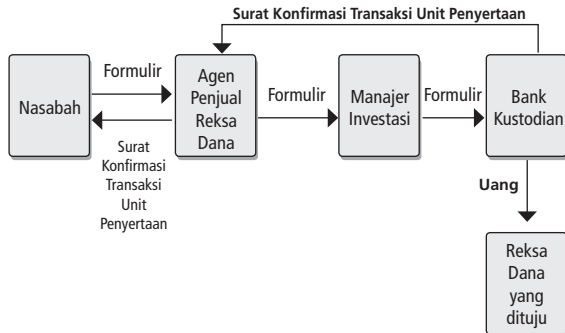 Surat Konfirmasi Transaksi Unit Penyertaan
Nasabah
Formulir
Surat
Konfirmasi
Transaksi
Unit
Penyertaan
Agen
Penjual
Reksa
Dana
Formulir
Manajer
Investasi
Formulir
Bank
Kustodian
Uang
Reksa
Dana
yang
dituju